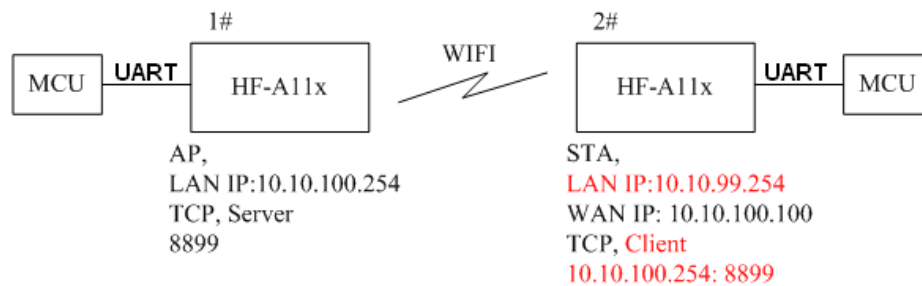 1#
2#
MCU
UART
HF-A11x
WIFI
HF-A11x
UART
MCU
AP,
LAN IP:10.10.100.254
TCP, Server
8899
STA,
LAN IP:10.10.99.254
WAN IP: 10.10.100.100
TCP, Client
10.10.100.254: 8899